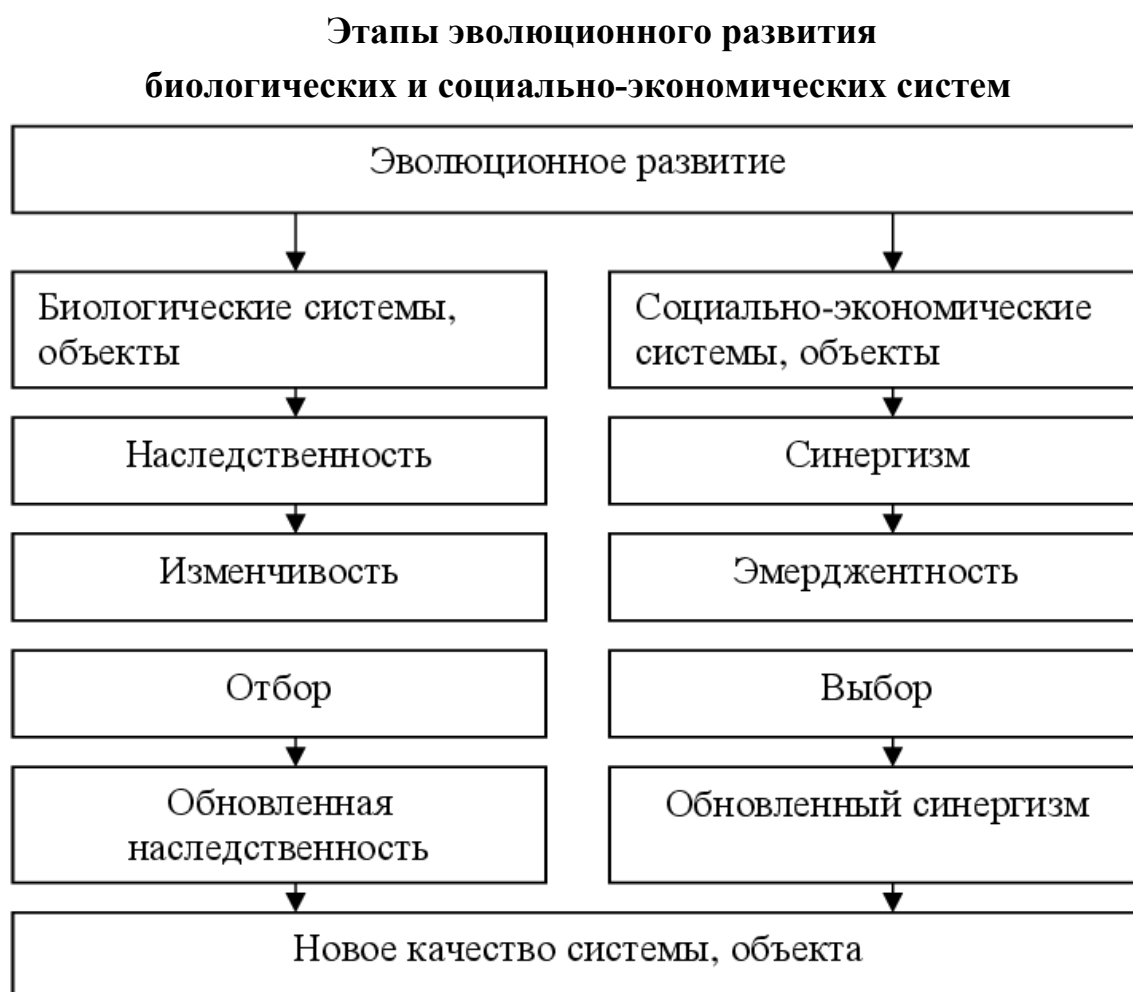 Этапы эволюционного развития
биологических и социально-экономических систем
Эволюционное развитие
Биологические системы,
объекты
Социально-экономические
системы, объекты
Наследственность
Синергизм
Изменчивость
Эмерджентность
Отбор
Выбор
Обновленная
наследственность
Обновленный синергизм
Новое качество системы, объекта